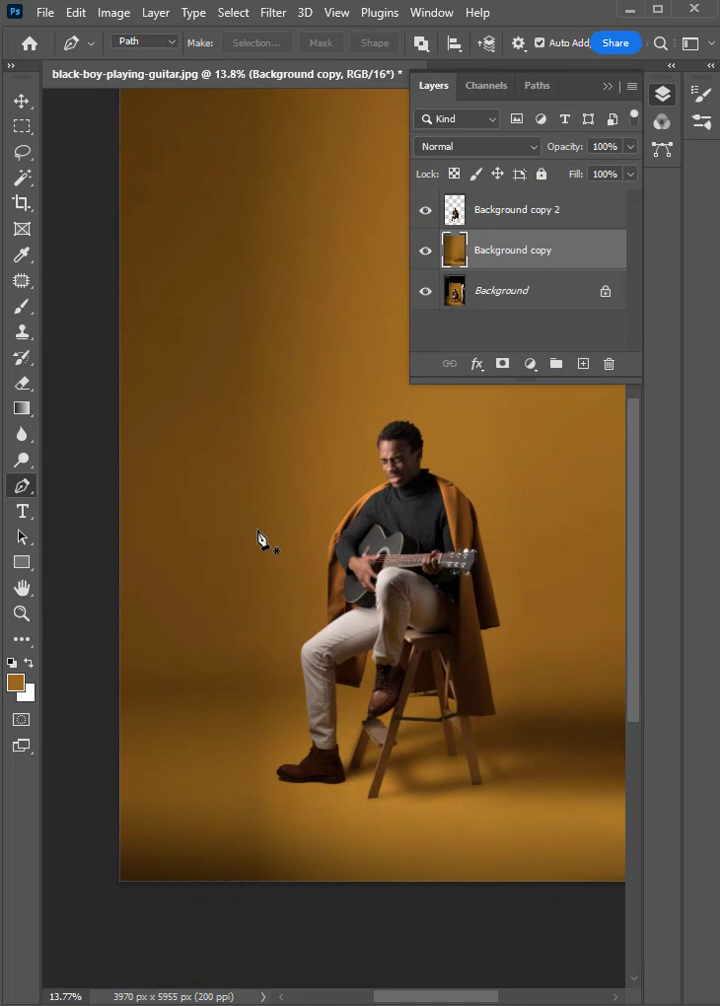 Ps File Edit Image Layer Type Select Filter 3D View Plugins Window Help
Path Make: Selection... Mask Shape Auto Add/ Share
black-boy-playing-guitar.jpg @ 13.8% (Background copy, RGB/16*) *
Layers Channels Paths
Kind
Normal Opacity: 100%
Lock: Fill: 100%
Background copy 2
Background copy
Background
13.77% 3970 px x 5955 px (200 ppi)